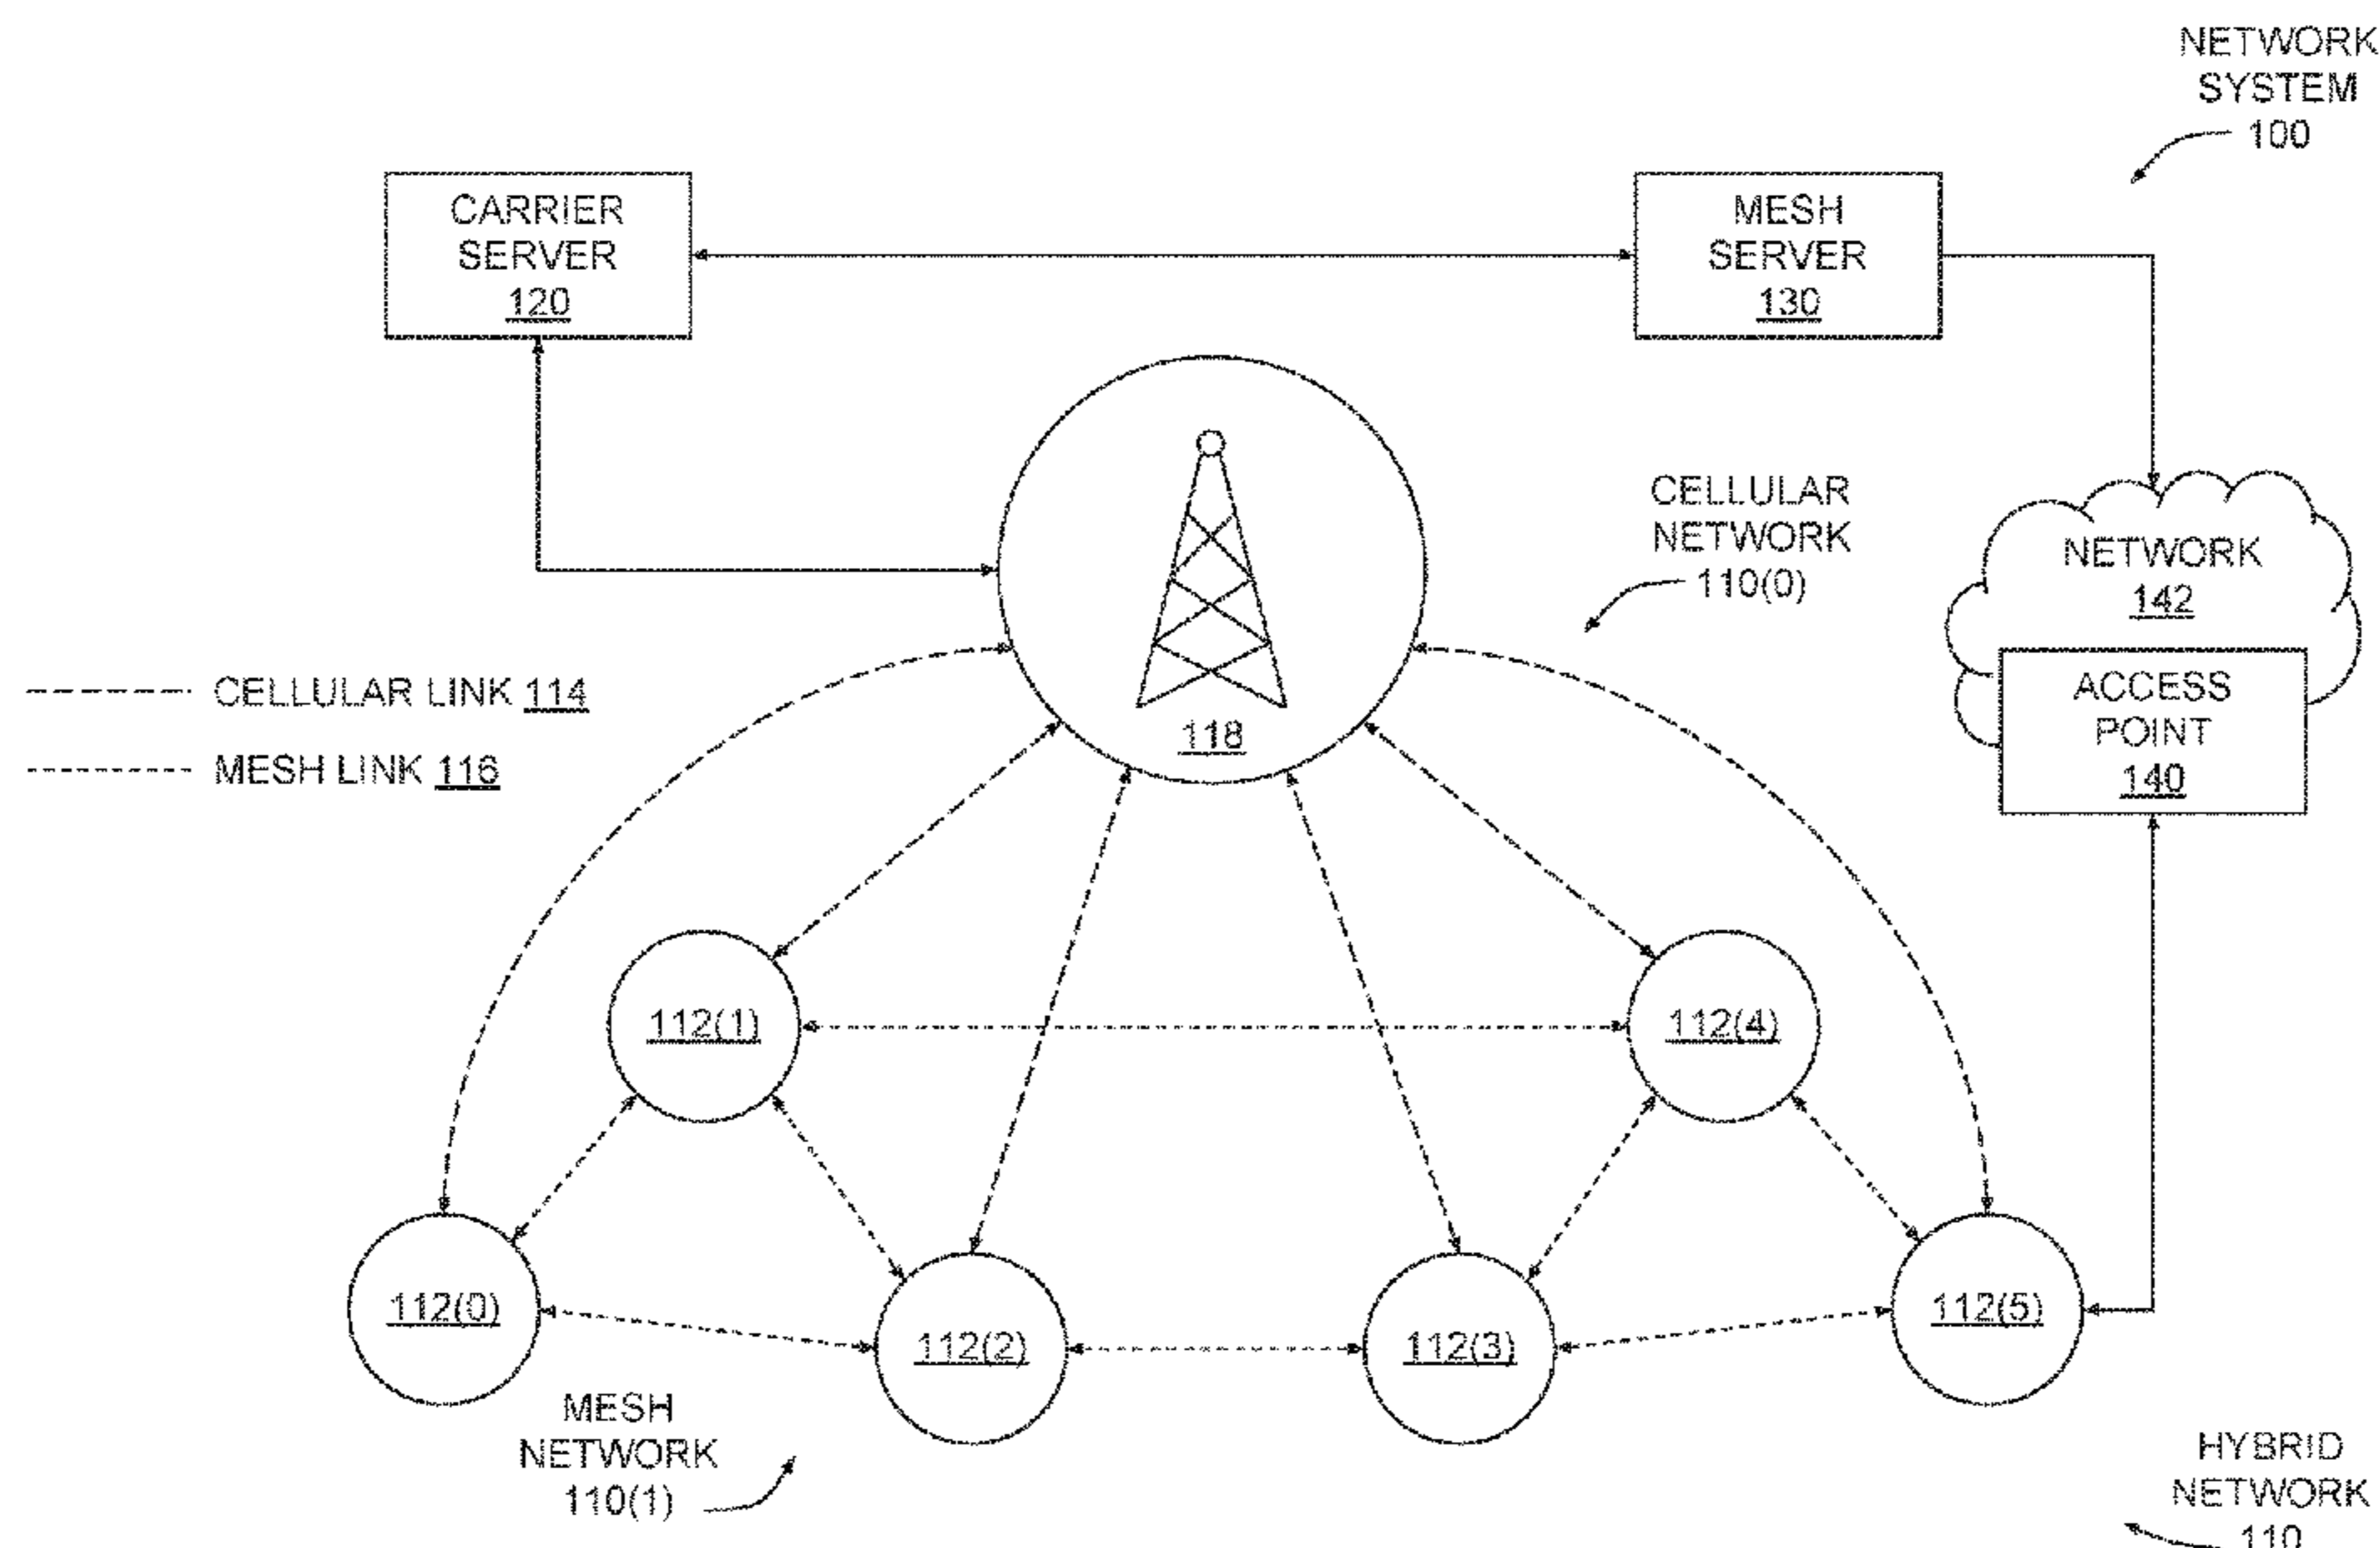 NETWORK
SYSTEM
100
CARRIER
SERVER
120
MESH
SERVER
130
CELLULAR
NETWORK
110(0)
NETWORK
142
ACCESS
POINT
140
CELLULAR LINK 114
MESH LINK 116
118
112(1)
112(4)
112(0)
112(2)
112(3)
112(5)
MESH
NETWORK
110(1)
HYBRID
NETWORK
110